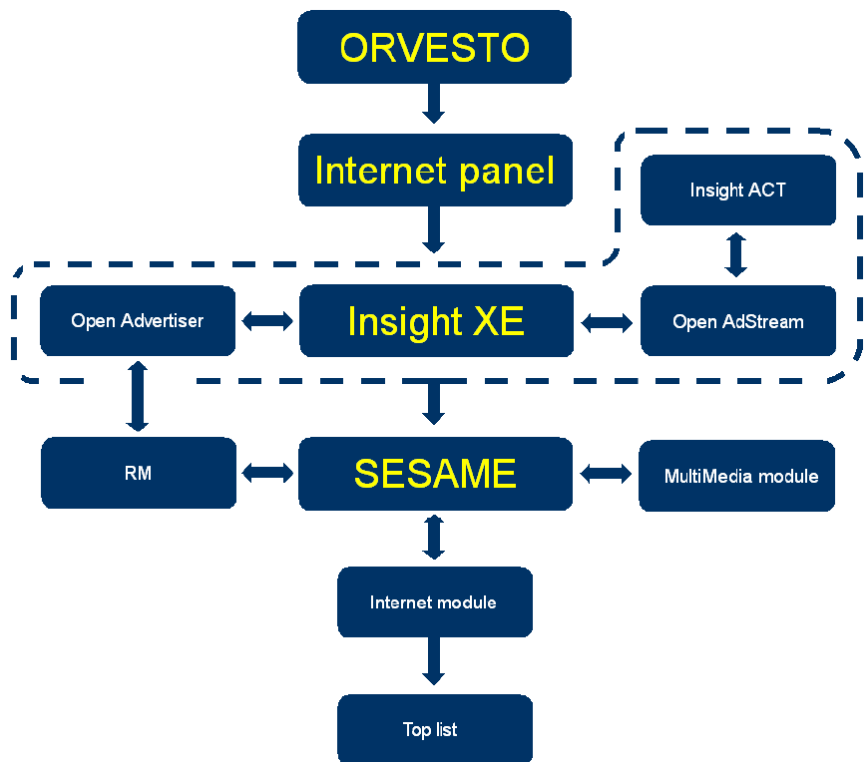 ORVESTO
Internet panel
Insight ACT
Open Advertiser
Insight XE
Open AdStream
RM
SESAME
MultiMedia module
Internet module
Top list